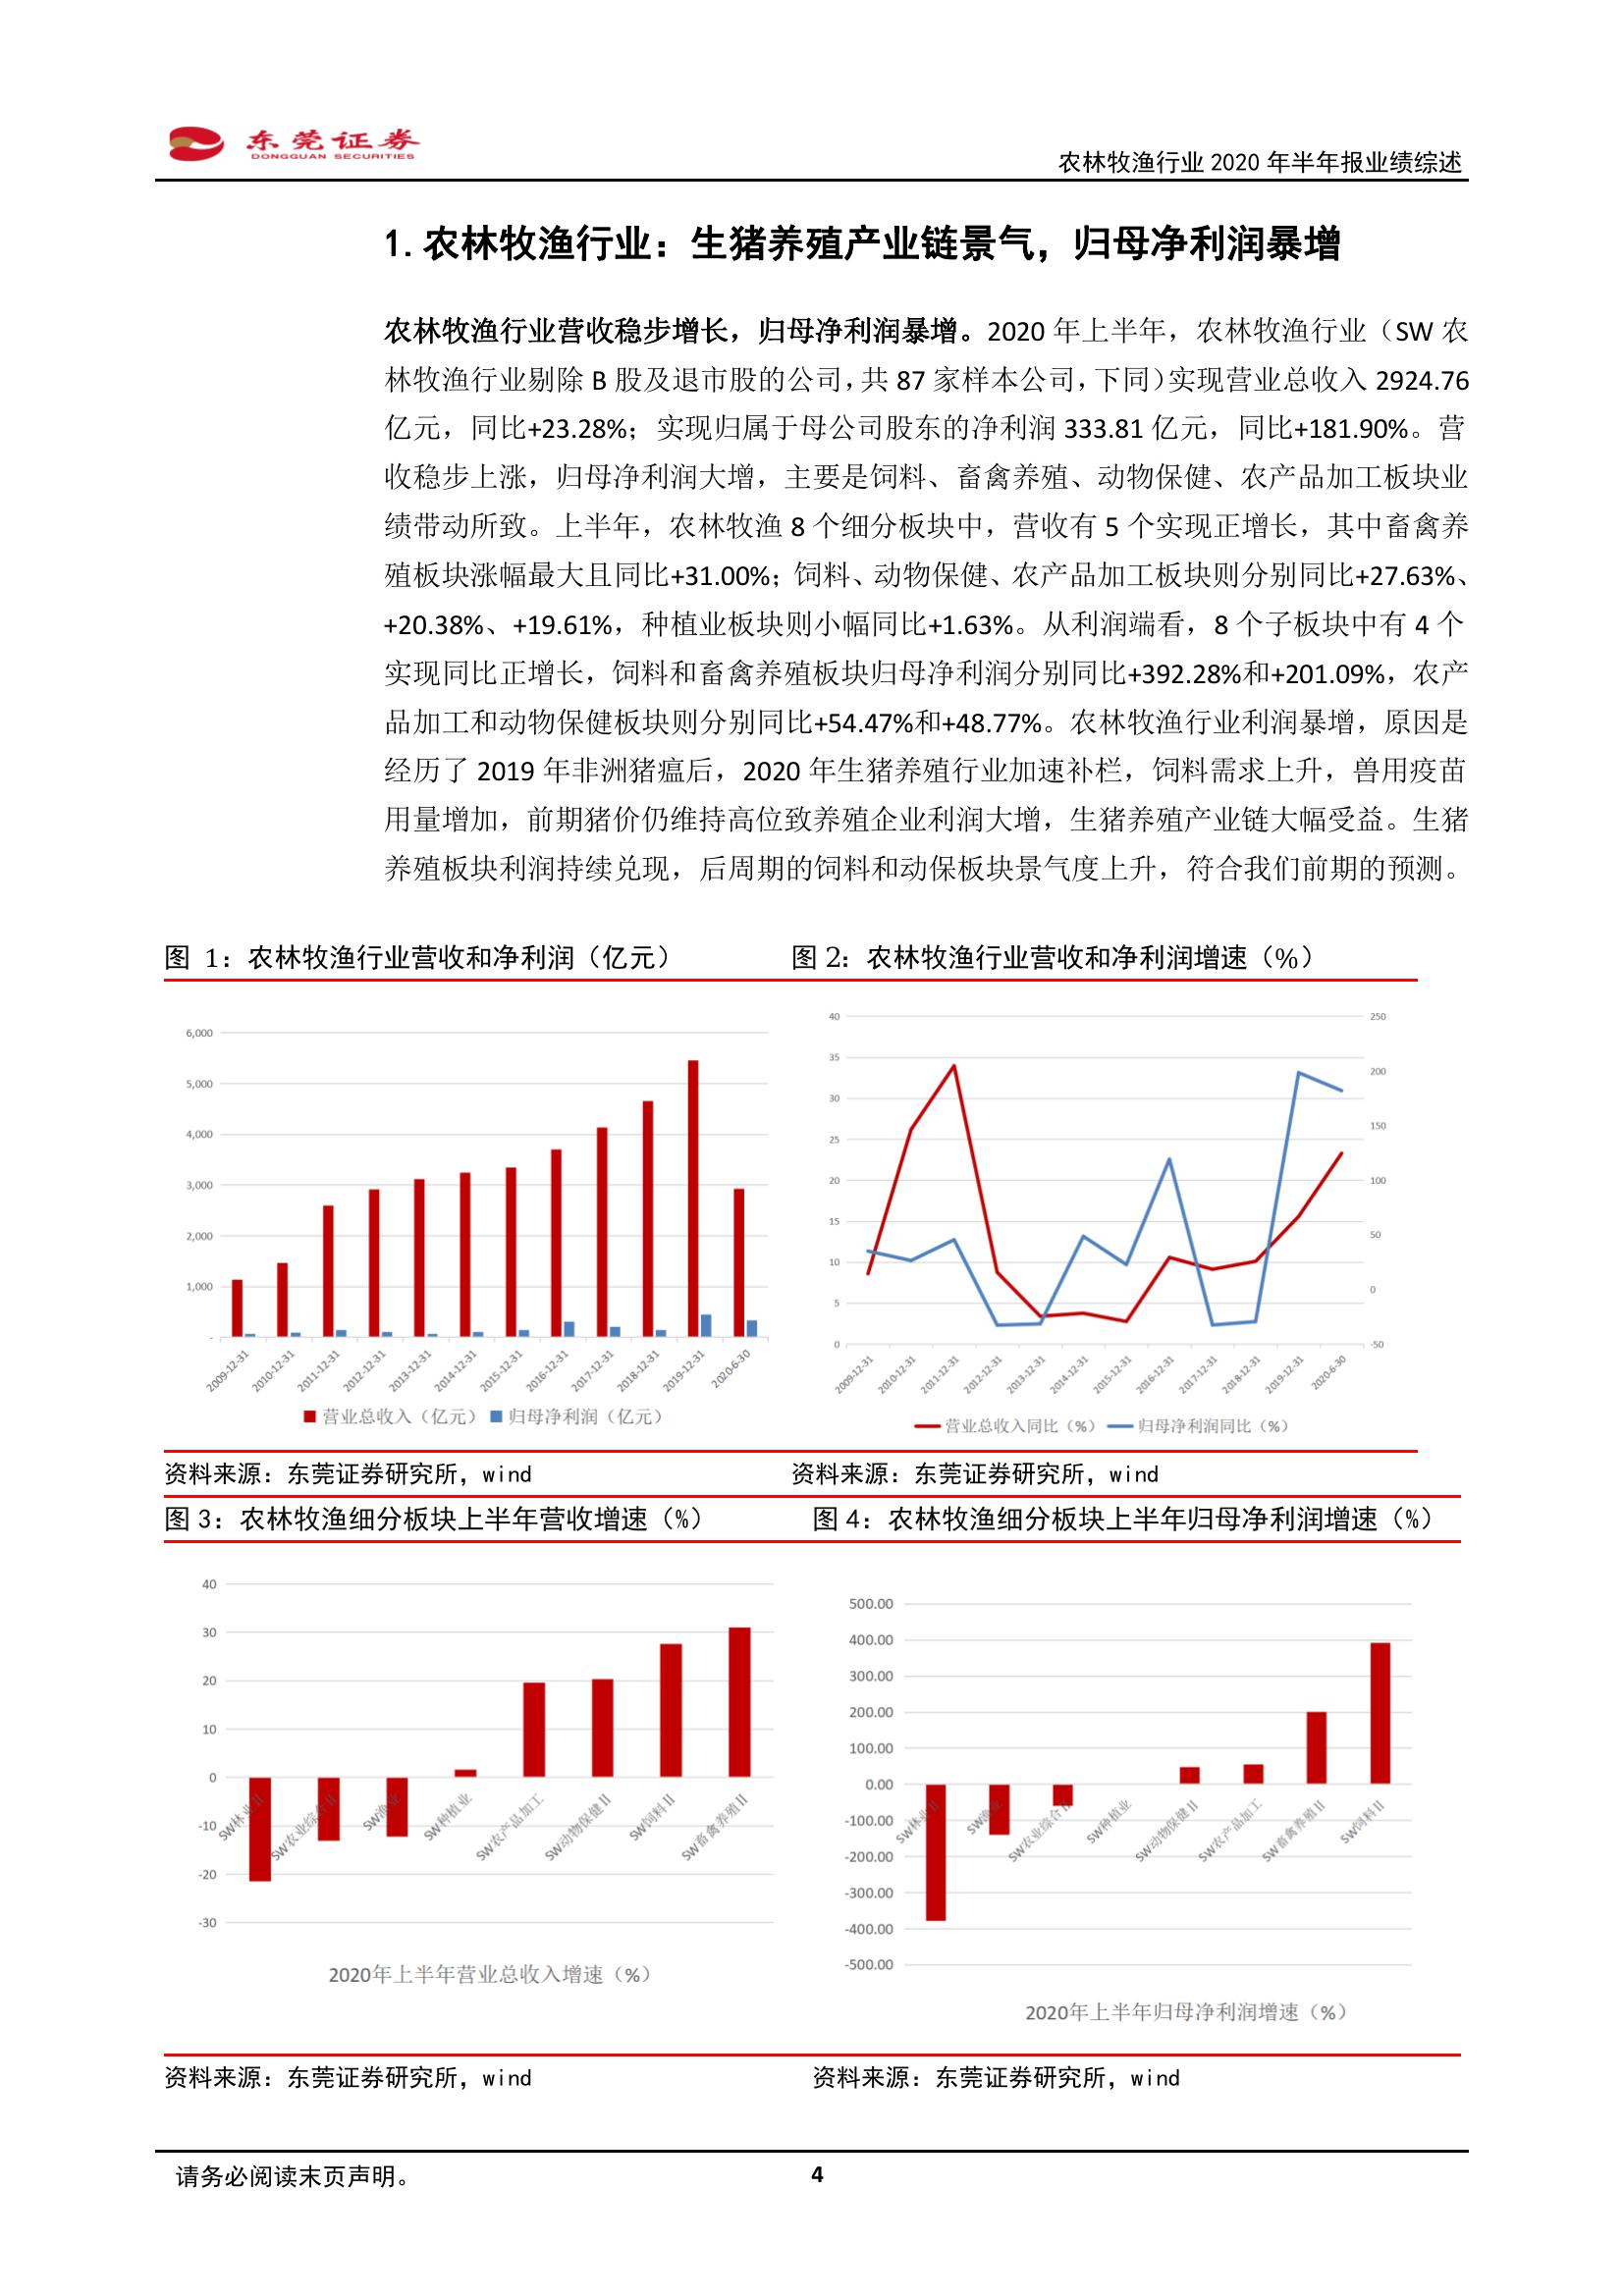 东莞证券
DONGGUAN SECURITIES
农林牧渔行业 2020 年半年报业绩综述
1.农林牧渔行业：生猪养殖产业链景气，归母净利润暴增
农林牧渔行业营收稳步增长，归母净利润暴增。2020 年上半年，农林牧渔行业（SW 农
林牧渔行业剔除 B 股及退市股的公司，共 87 家样本公司，下同）实现营业总收入 2924.76
亿元，同比+23.28%；实现归属于母公司股东的净利润 333.81 亿元，同比+181.90%。营
收稳步上涨，归母净利润大增，主要是饲料、畜禽养殖、动物保健、农产品加工板块业
绩带动所致。上半年，农林牧渔 8 个细分板块中，营收有 5 个实现正增长，其中畜禽养
殖板块涨幅最大且同比+31.00%；饲料、动物保健、农产品加工板块则分别同比+27.63%、
+20.38%、+19.61%，种植业板块则小幅同比+1.63%。从利润端看，8 个子板块中有 4 个
实现同比正增长，饲料和畜禽养殖板块归母净利润分别同比+392.28%和+201.09%，农产
品加工和动物保健板块则分别同比+54.47%和+48.77%。农林牧渔行业利润暴增，原因是
经历了 2019 年非洲猪瘟后，2020 年生猪养殖行业加速补栏，饲料需求上升，兽用疫苗
用量增加，前期猪价仍维持高位致养殖企业利润大增，生猪养殖产业链大幅受益。生猪
养殖板块利润持续兑现，后周期的饲料和动保板块景气度上升，符合我们前期的预测。
图 1：农林牧渔行业营收和净利润（亿元）
6,000
5,000
4,000
3,000
2,000
1,000
-
2009-12-31
2010-12-31
2011-12-31
2012-12-31
2013-12-31
2014-12-31
2015-12-31
2016-12-31
2017-12-31
2018-12-31
2019-12-31
2020-6-30
营业总收入（亿元） 归母净利润（亿元）
资料来源：东莞证券研究所，wind
图 2：农林牧渔行业营收和净利润增速（%）
40
35
30
25
20
15
10
5
0
250
200
150
100
50
0
-50
2009-12-31
2010-12-31
2011-12-31
2012-12-31
2013-12-31
2014-12-31
2015-12-31
2016-12-31
2017-12-31
2018-12-31
2019-12-31
2020-6-30
营业总收入同比（%） 归母净利润同比（%）
资料来源：东莞证券研究所，wind
图 3：农林牧渔细分板块上半年营收增速（%）
40
30
20
10
0
-10
-20
-30
SW林业Ⅱ
SW农业综合Ⅱ
SW渔业
SW种植业
SW农产品加工
SW动物保健Ⅱ
SW饲料Ⅱ
SW畜禽养殖Ⅱ
2020年上半年营业总收入增速（%）
资料来源：东莞证券研究所，wind
图 4：农林牧渔细分板块上半年归母净利润增速（%）
500.00
400.00
300.00
200.00
100.00
0.00
-100.00
-200.00
-300.00
-400.00
-500.00
SW林业Ⅱ
SW渔业
SW农业综合Ⅱ
SW种植业
SW动物保健Ⅱ
SW农产品加工
SW畜禽养殖Ⅱ
SW饲料Ⅱ
2020年上半年归母净利润增速（%）
资料来源：东莞证券研究所，wind
请务必阅读末页声明。
4